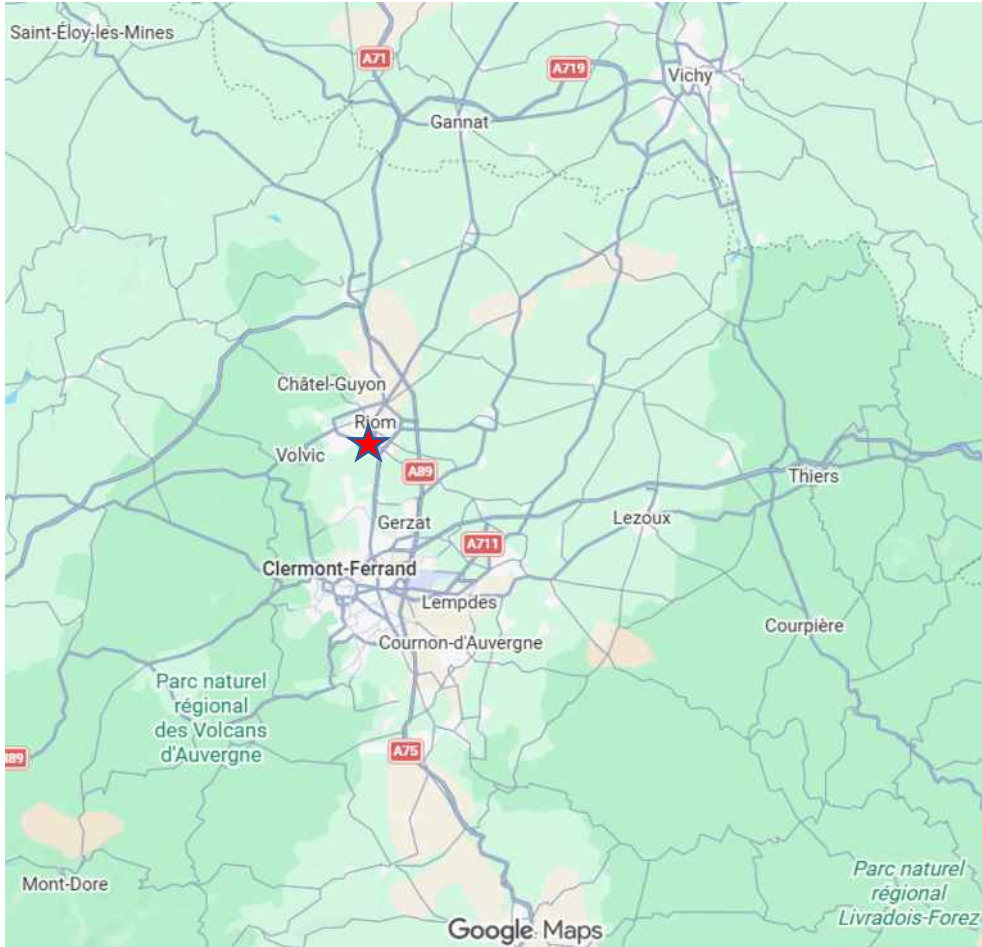 Saint-Éloy-les-Mines
A71
A719
Vichy
Gannat
Châtel-Guyon
Riom
Volvic
A89
Thiers
Lezoux
Gerzat
A711
Clermont-Ferrand
Lempdes
Courpière
Cournon-d'Auvergne
Parc naturel
régional
des Volcans
d'Auvergne
A75
89
Mont-Dore
Parc naturel
régional
Livradois-Forez
Google Maps